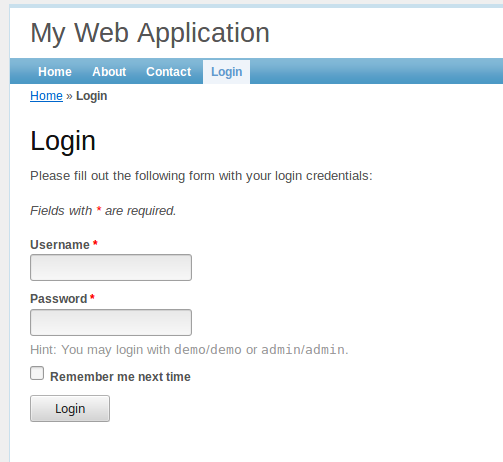 My Web Application
Home About Contact Login
Home » Login
Login
Please fill out the following form with your login credentials:
Fields with * are required.
Username *
Password *
Hint: You may login with demo/demo or admin/admin.
Remember me next time
Login